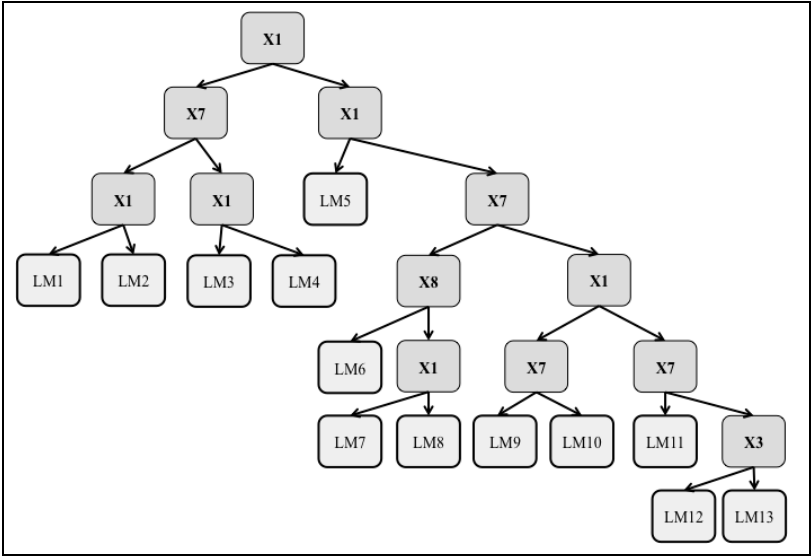 X1
X7 X1
X1 X1 LM5 X7
LM1 LM2 LM3 LM4 X8 X1
LM6 X1 X7 X7
LM7 LM8 LM9 LM10 LM11 X3
LM12 LM13